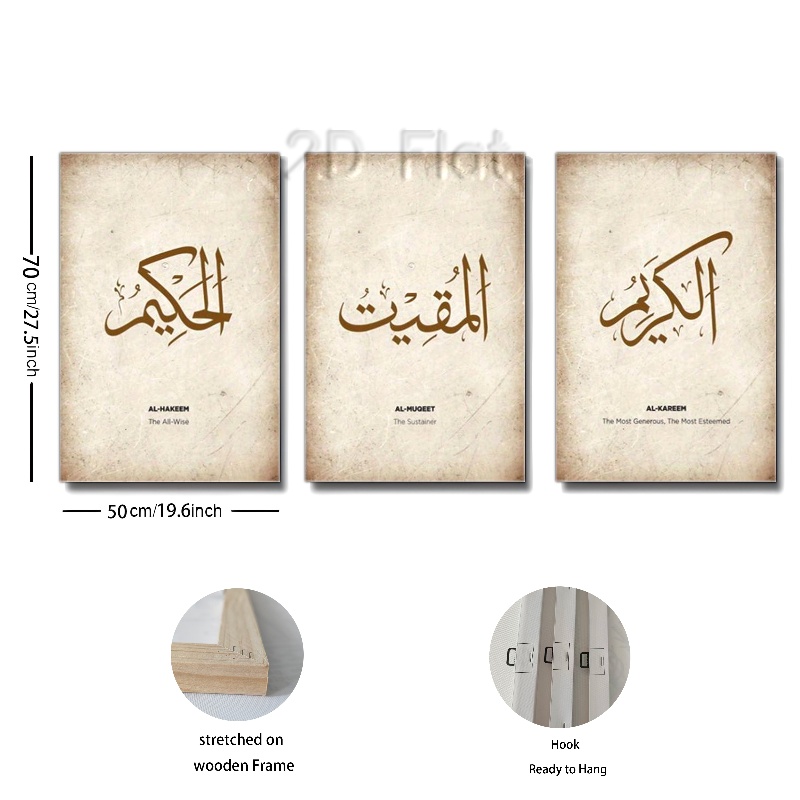 2D Flat
70 cm/27.5inch
الحكيم
AL-HAKEEM
The All-Wise
المقيت
AL-MUQEET
The Sustainer
الكريم
AL-KAREEM
The Most Generous, The Most Esteemed
50cm/19.6inch
stretched on
wooden Frame
Hook
Ready to Hang